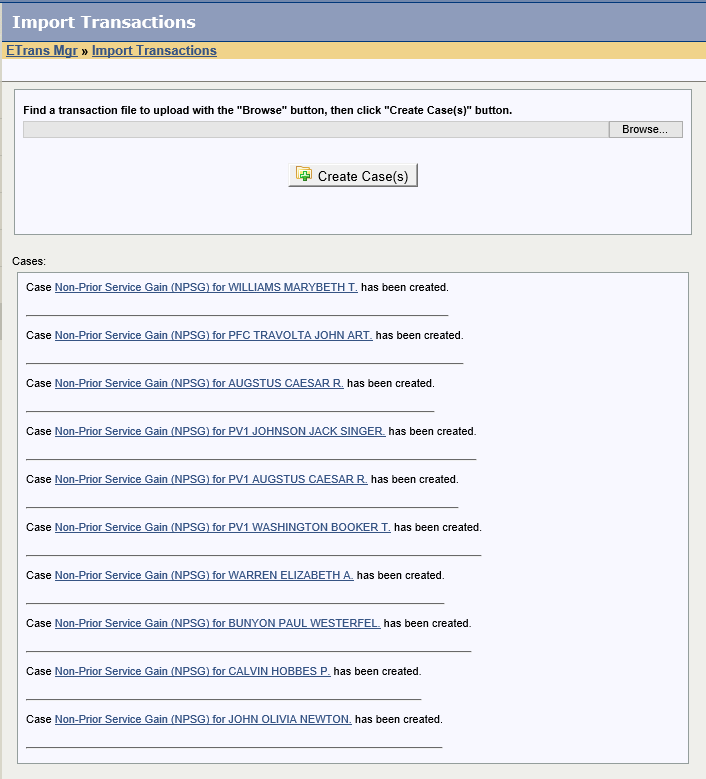 Import Transactions
ETrans Mgr » Import Transactions
Find a transaction file to upload with the "Browse" button, then click "Create Case(s)" button.
Browse...
Create Case(s)
Cases:
Case Non-Prior Service Gain (NPSG) for WILLIAMS MARYBETH T. has been created.
Case Non-Prior Service Gain (NPSG) for PFC TRAVOLTA JOHN ART. has been created.
Case Non-Prior Service Gain (NPSG) for AUGSTUS CAESAR R. has been created.
Case Non-Prior Service Gain (NPSG) for PV1 JOHNSON JACK SINGER. has been created.
Case Non-Prior Service Gain (NPSG) for PV1 AUGSTUS CAESAR R. has been created.
Case Non-Prior Service Gain (NPSG) for PV1 WASHINGTON BOOKER T. has been created.
Case Non-Prior Service Gain (NPSG) for WARREN ELIZABETH A. has been created.
Case Non-Prior Service Gain (NPSG) for BUNYON PAUL WESTERFEL. has been created.
Case Non-Prior Service Gain (NPSG) for CALVIN HOBBES P. has been created.
Case Non-Prior Service Gain (NPSG) for JOHN OLIVIA NEWTON. has been created.